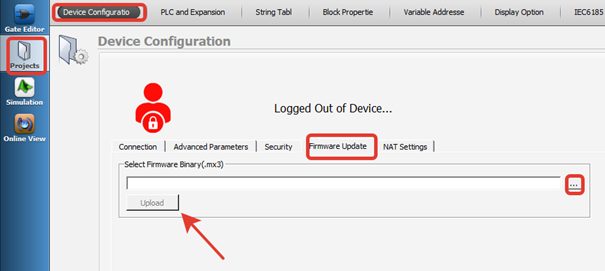 Device Configuratio
PLC and Expansion
String Tabl
Block Propertie
Variable Addresse
Display Option
IEC6185
Gate Editor
Projects
Simulation
Online View
Device Configuration
Logged Out of Device...
Connection
Advanced Parameters
Security
Firmware Update
NAT Settings
Select Firmware Binary(.mx3)
...
Upload